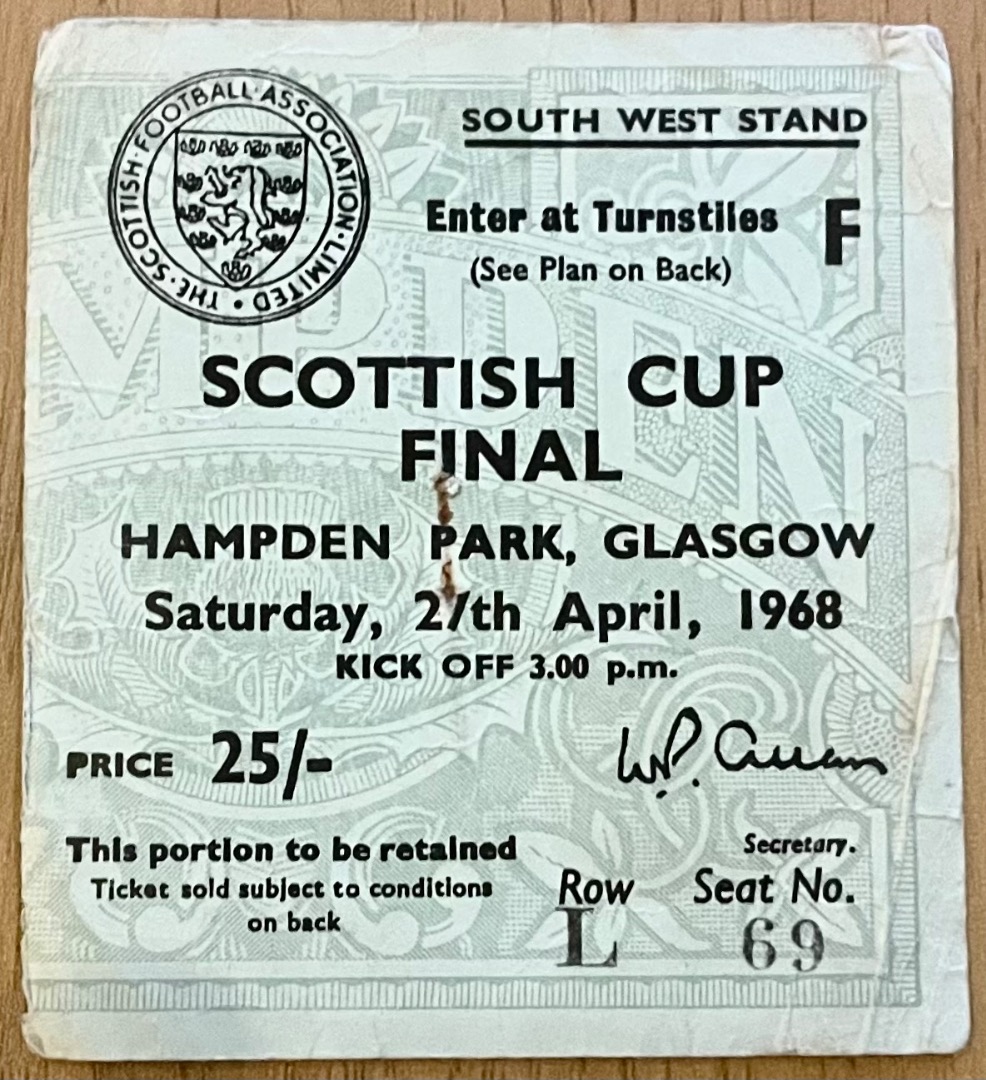 THE · SCOTTISH · FOOTBALL · ASSOCIATION · LIMITED ·
SOUTH WEST STAND
Enter at Turnstiles F
(See Plan on Back)
HAMPDEN
SCOTTISH CUP
FINAL
HAMPDEN PARK, GLASGOW
Saturday, 27th April, 1968
KICK OFF 3.00 p.m.
PRICE 25/-
W.P. Allan
Secretary.
This portion to be retained
Ticket sold subject to conditions
on back
Row Seat No.
L 69